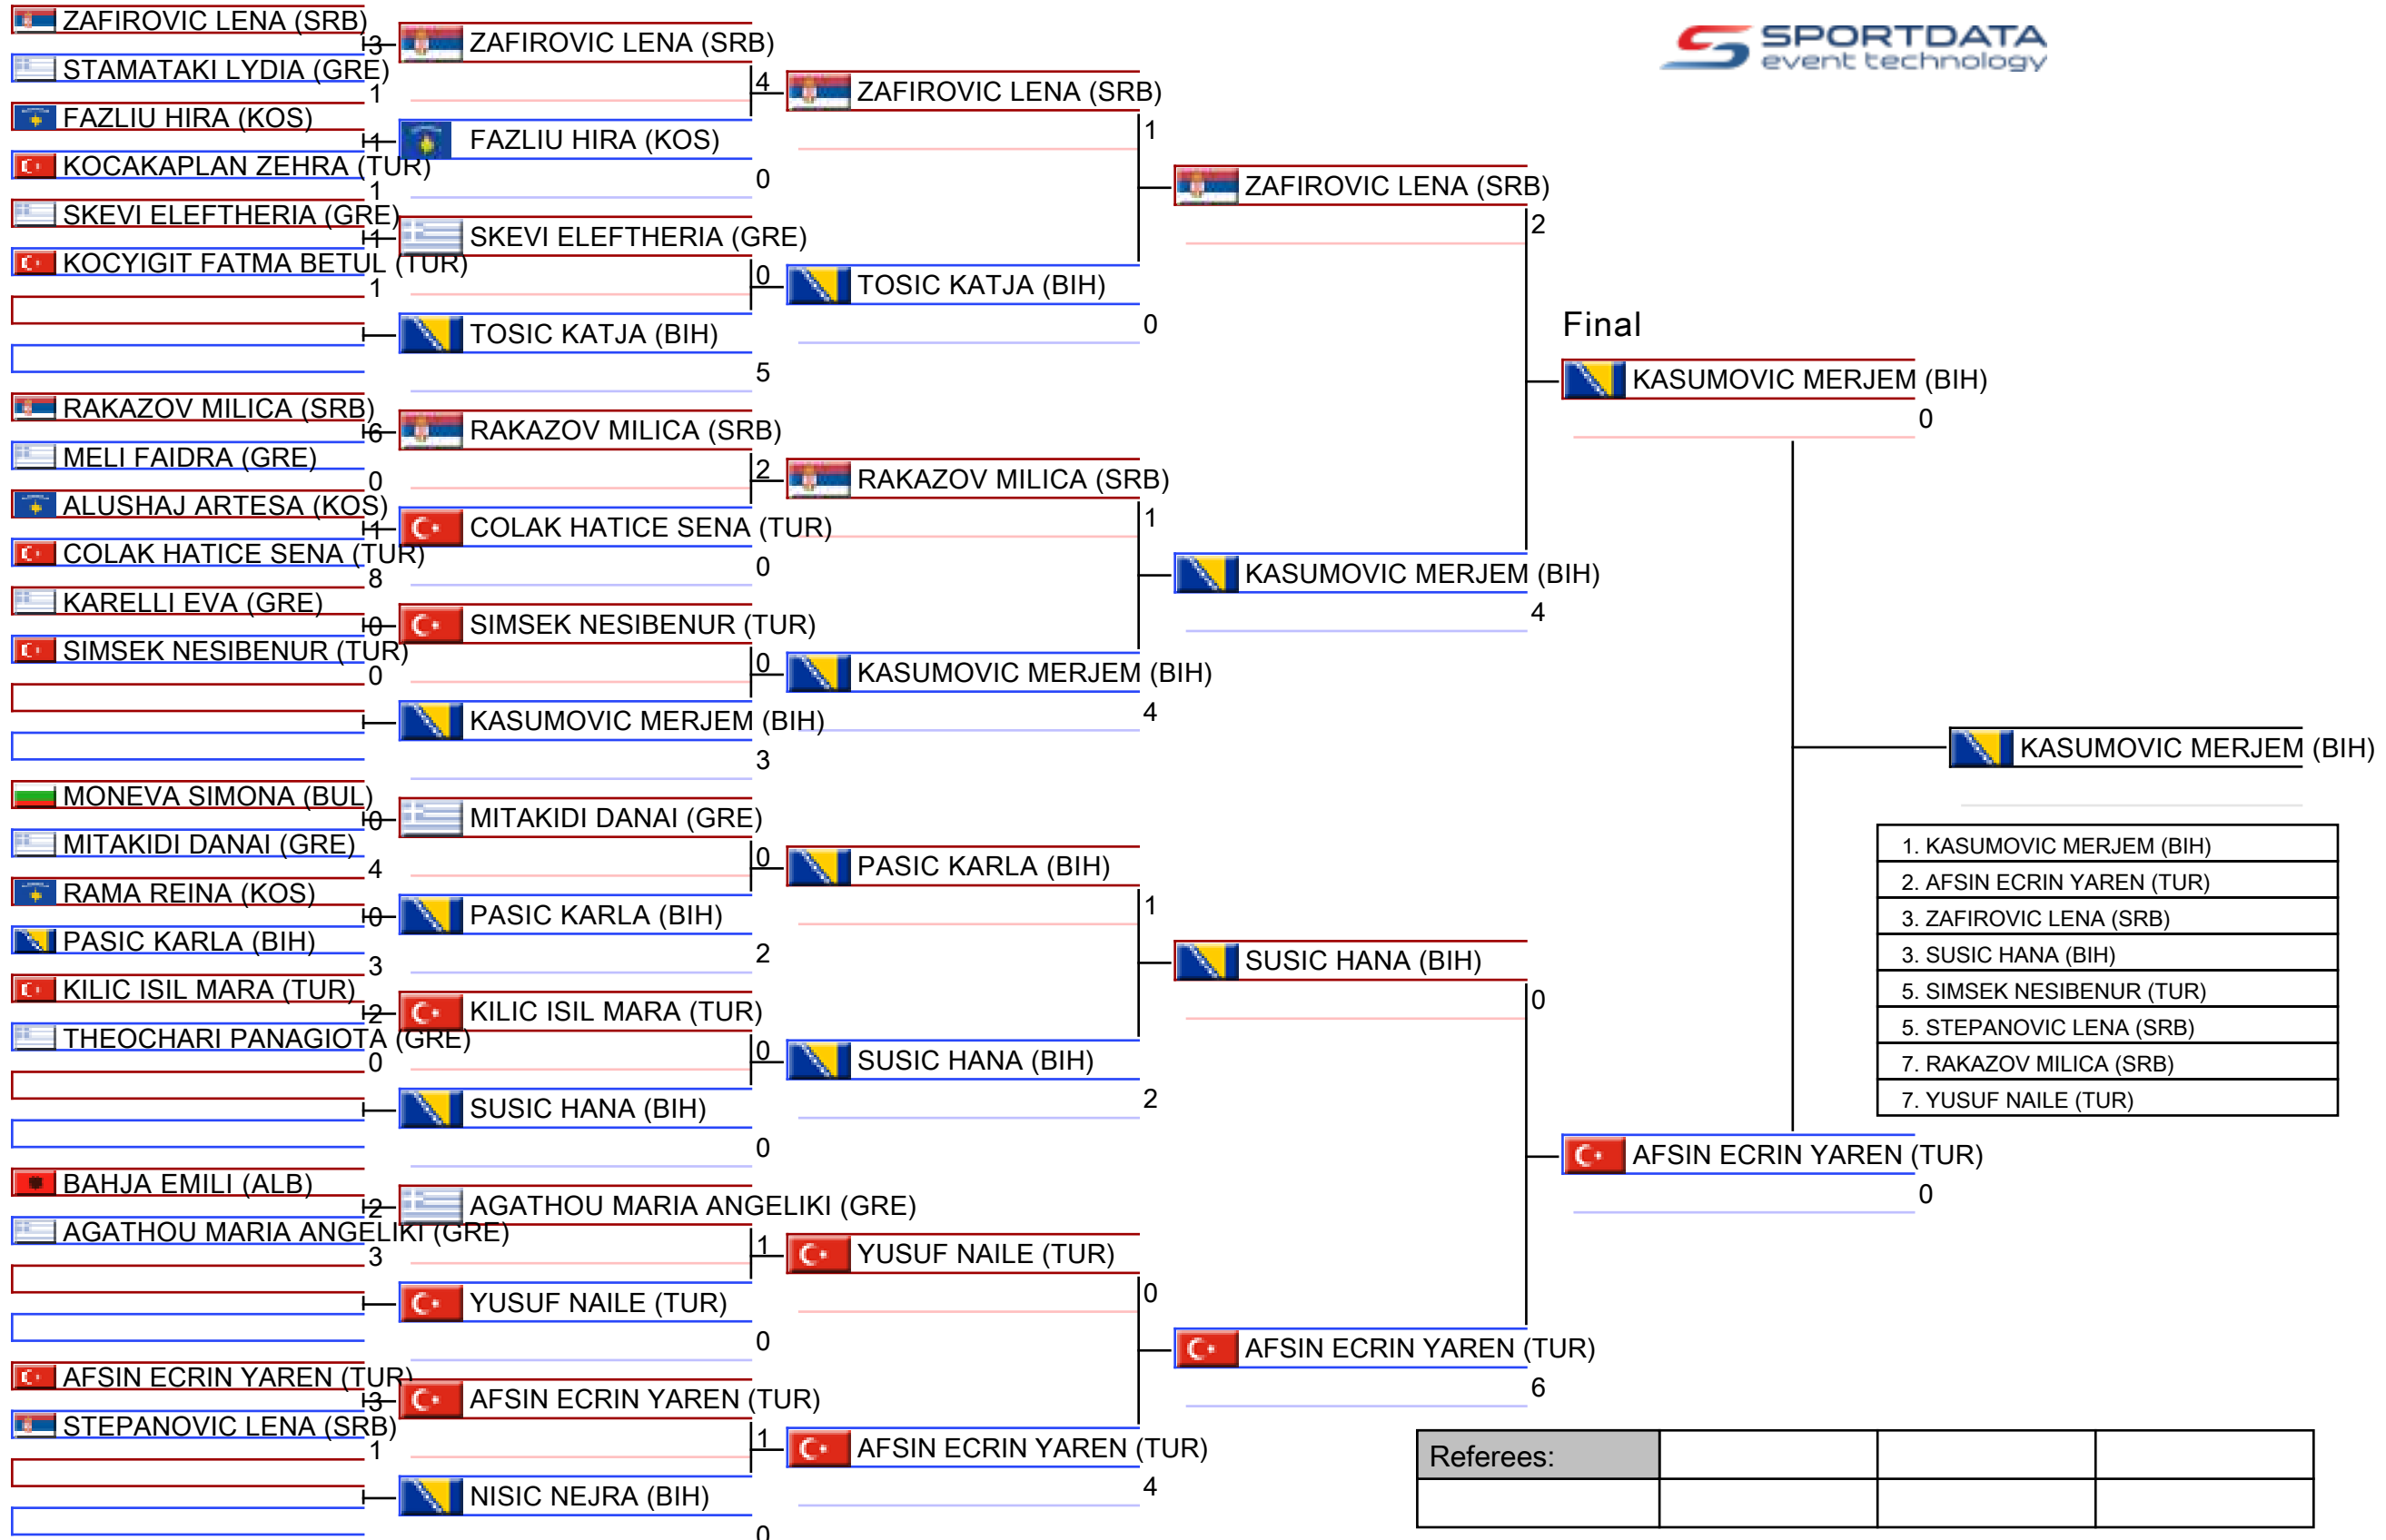 SPORTDATA
event technology
ZAFIROVIC LENA (SRB)
3
STAMATAKI LYDIA (GRE)
1
FAZLIU HIRA (KOS)
1
KOCAKAPLAN ZEHRA (TUR)
1
SKEVI ELEFTHERIA (GRE)
1
KOCYIGIT FATMA BETUL (TUR)
1
RAKAZOV MILICA (SRB)
6
MELI FAIDRA (GRE)
0
ALUSHAJ ARTESA (KOS)
1
COLAK HATICE SENA (TUR)
8
KARELLI EVA (GRE)
0
SIMSEK NESIBENUR (TUR)
0
MONEVA SIMONA (BUL)
0
MITAKIDI DANAI (GRE)
4
RAMA REINA (KOS)
0
PASIC KARLA (BIH)
3
KILIC ISIL MARA (TUR)
2
THEOCHARI PANAGIOTA (GRE)
0
BAHJA EMILI (ALB)
2
AGATHOU MARIA ANGELIKI (GRE)
3
AFSIN ECRIN YAREN (TUR)
3
STEPANOVIC LENA (SRB)
1
ZAFIROVIC LENA (SRB)
4
FAZLIU HIRA (KOS)
0
SKEVI ELEFTHERIA (GRE)
0
TOSIC KATJA (BIH)
5
RAKAZOV MILICA (SRB)
2
COLAK HATICE SENA (TUR)
0
SIMSEK NESIBENUR (TUR)
0
KASUMOVIC MERJEM (BIH)
3
MITAKIDI DANAI (GRE)
0
PASIC KARLA (BIH)
2
KILIC ISIL MARA (TUR)
0
SUSIC HANA (BIH)
0
AGATHOU MARIA ANGELIKI (GRE)
1
YUSUF NAILE (TUR)
0
AFSIN ECRIN YAREN (TUR)
1
NISIC NEJRA (BIH)
0
ZAFIROVIC LENA (SRB)
1
TOSIC KATJA (BIH)
0
RAKAZOV MILICA (SRB)
1
KASUMOVIC MERJEM (BIH)
4
PASIC KARLA (BIH)
1
SUSIC HANA (BIH)
2
YUSUF NAILE (TUR)
0
AFSIN ECRIN YAREN (TUR)
4
ZAFIROVIC LENA (SRB)
2
KASUMOVIC MERJEM (BIH)
4
SUSIC HANA (BIH)
0
AFSIN ECRIN YAREN (TUR)
6
Final
KASUMOVIC MERJEM (BIH)
0
AFSIN ECRIN YAREN (TUR)
0
KASUMOVIC MERJEM (BIH)
1. KASUMOVIC MERJEM (BIH)
2. AFSIN ECRIN YAREN (TUR)
3. ZAFIROVIC LENA (SRB)
3. SUSIC HANA (BIH)
5. SIMSEK NESIBENUR (TUR)
5. STEPANOVIC LENA (SRB)
7. RAKAZOV MILICA (SRB)
7. YUSUF NAILE (TUR)
Referees: